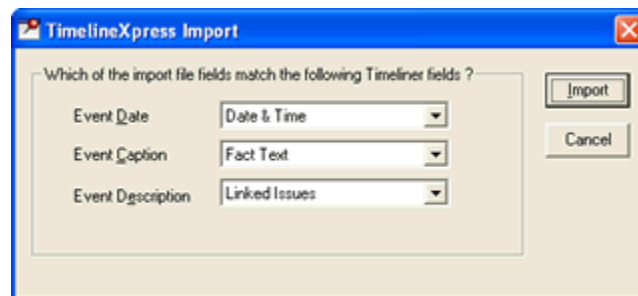 TimelineXpress Import
Which of the import file fields match the following Timeliner fields ?
Event Date
Date & Time
Event Caption
Fact Text
Event Description
Linked Issues
Import
Cancel